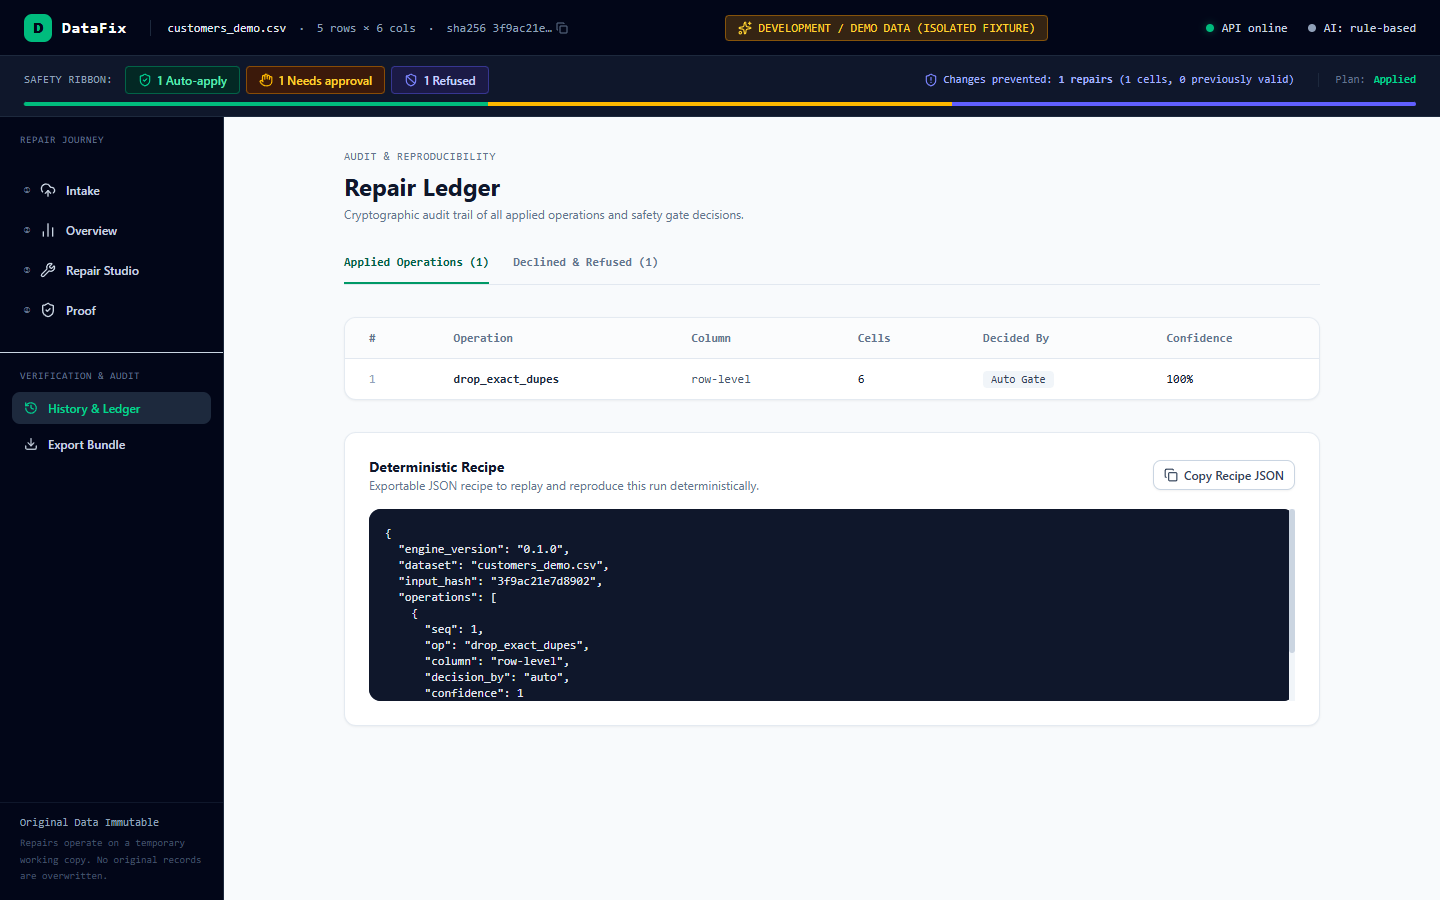 D DataFix
customers_demo.csv · 5 rows × 6 cols · sha256 3f9ac21e…
DEVELOPMENT / DEMO DATA (ISOLATED FIXTURE)
API online
AI: rule-based
SAFETY RIBBON:
1 Auto-apply
1 Needs approval
1 Refused
Changes prevented: 1 repairs (1 cells, 0 previously valid)
Plan: Applied
REPAIR JOURNEY
Intake
Overview
Repair Studio
Proof
VERIFICATION & AUDIT
History & Ledger
Export Bundle
Original Data Immutable
Repairs operate on a temporary
working copy. No original records
are overwritten.
AUDIT & REPRODUCIBILITY
Repair Ledger
Cryptographic audit trail of all applied operations and safety gate decisions.
Applied Operations (1)
Declined & Refused (1)
# Operation Column Cells Decided By Confidence
1 drop_exact_dupes row-level 6 Auto Gate 100%
Deterministic Recipe
Exportable JSON recipe to replay and reproduce this run deterministically.
Copy Recipe JSON
{
"engine_version": "0.1.0",
"dataset": "customers_demo.csv",
"input_hash": "3f9ac21e7d8902",
"operations": [
{
"seq": 1,
"op": "drop_exact_dupes",
"column": "row-level",
"decision_by": "auto",
"confidence": 1